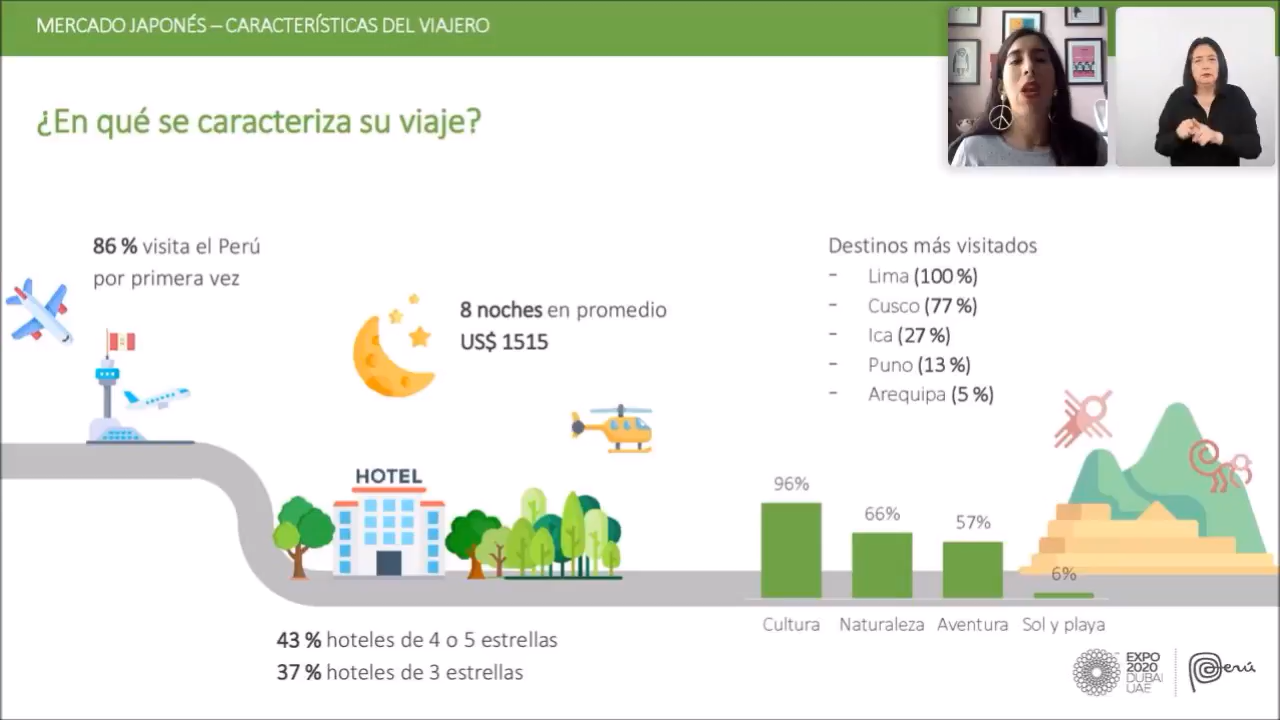 MERCADO JAPONÉS – CARACTERÍSTICAS DEL VIAJERO
¿En qué se caracteriza su viaje?
86 % visita el Perú
por primera vez
8 noches en promedio
US$ 1515
Destinos más visitados
- Lima (100 %)
- Cusco (77 %)
- Ica (27 %)
- Puno (13 %)
- Arequipa (5 %)
HOTEL
43 % hoteles de 4 o 5 estrellas
37 % hoteles de 3 estrellas
96%
66%
57%
6%
Cultura
Naturaleza
Aventura
Sol y playa
EXPO
2020
DUBAI
UAE
Perú